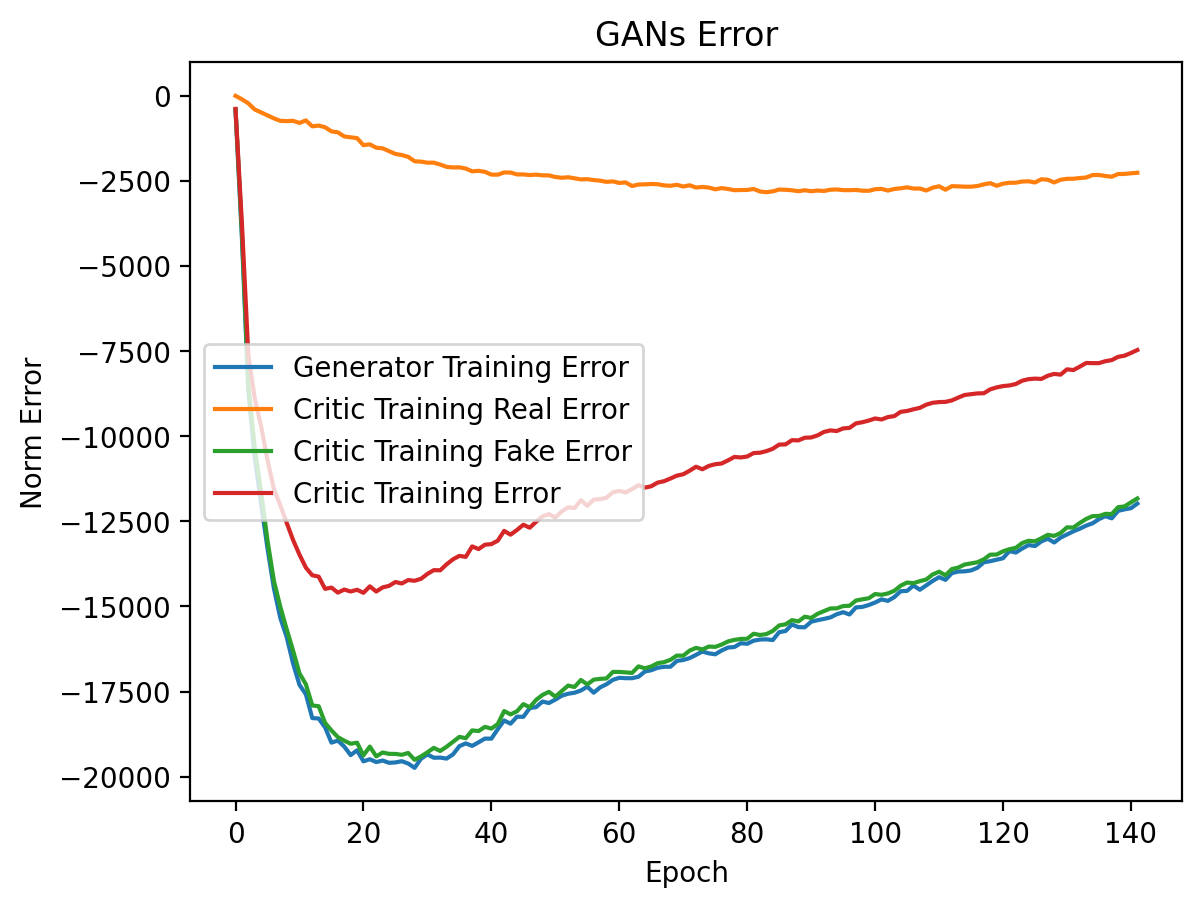 GANs Error
0
−2500
−5000
−7500
−10000
−12500
−15000
−17500
−20000
Norm Error
Generator Training Error
Critic Training Real Error
Critic Training Fake Error
Critic Training Error
0 20 40 60 80 100 120 140
Epoch